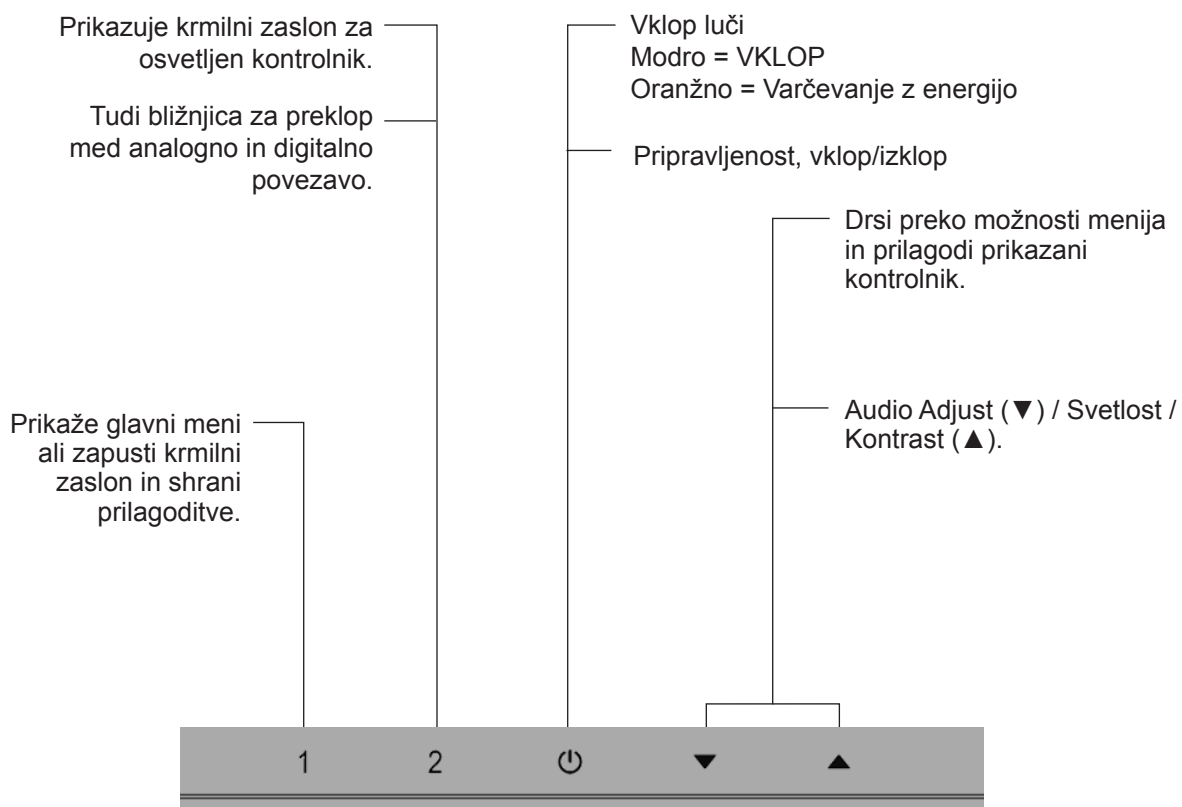 Prikazuje krmilni zaslon za
osvetljen kontrolnik.
Tudi bližnjica za preklop
med analogno in digitalno
povezavo.
Vklop luči
Modro = VKLOP
Oranžno = Varčevanje z energijo
Pripravljenost, vklop/izklop
Drsi preko možnosti menija
in prilagodi prikazani
kontrolnik.
Audio Adjust (▼) / Svetlost /
Kontrast (▲).
Prikaže glavni meni
ali zapusti krmilni
zaslon in shrani
prilagoditve.
1 2 ⏻ ▼ ▲